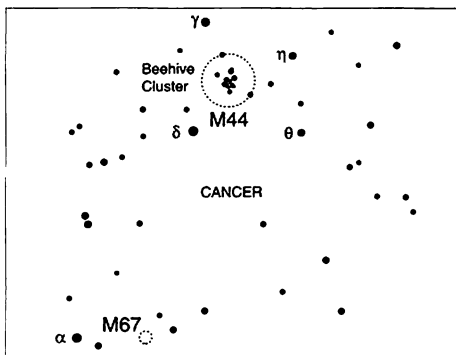 γ
η
Beehive
Cluster
M44
δ
θ
CANCER
M67
α